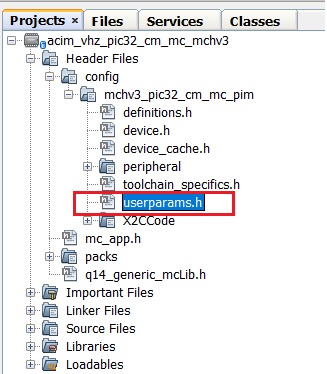 Projects Files Services Classes
acim_vhz_pic32_cm_mc_mchv3
Header Files
config
mchv3_pic32_cm_mc_pim
definitions.h
device.h
device_cache.h
peripheral
toolchain_specifics.h
userparams.h
X2CCode
mc_app.h
packs
q14_generic_mcLib.h
Important Files
Linker Files
Source Files
Libraries
Loadables